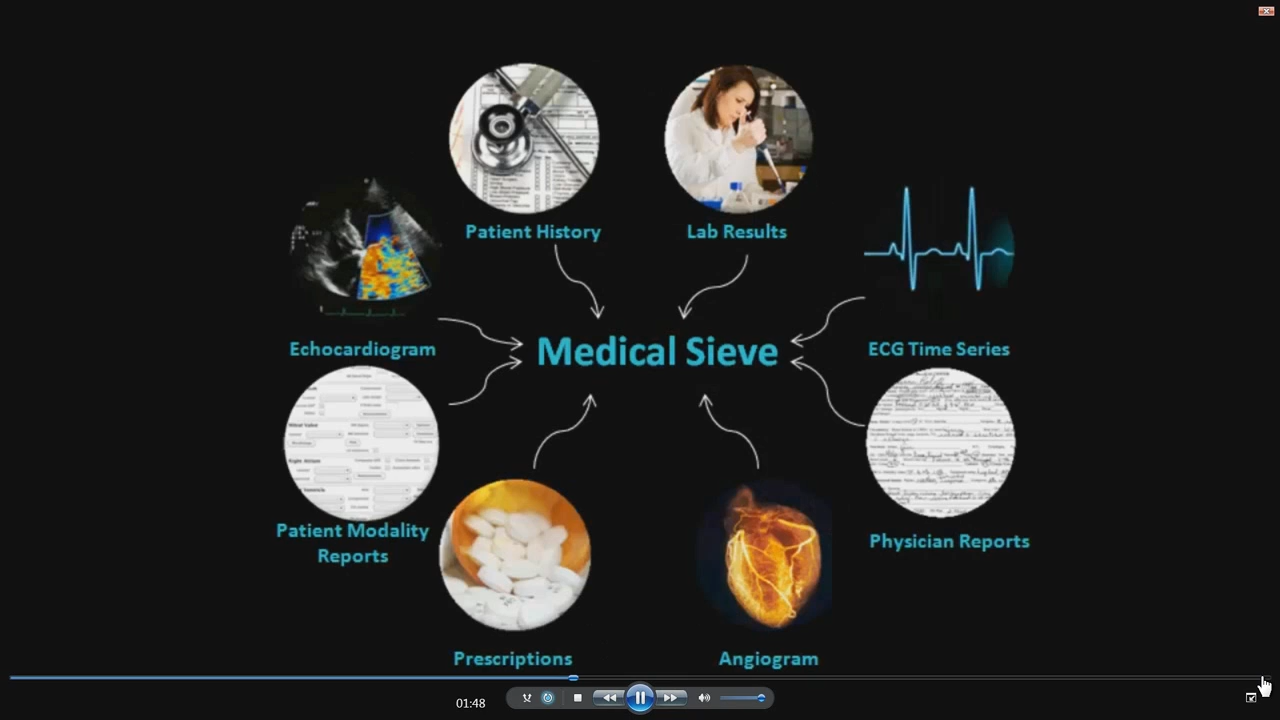 Patient History
Lab Results
Echocardiogram
Medical Sieve
ECG Time Series
Patient Modality
Reports
Physician Reports
Prescriptions
Angiogram
01:48